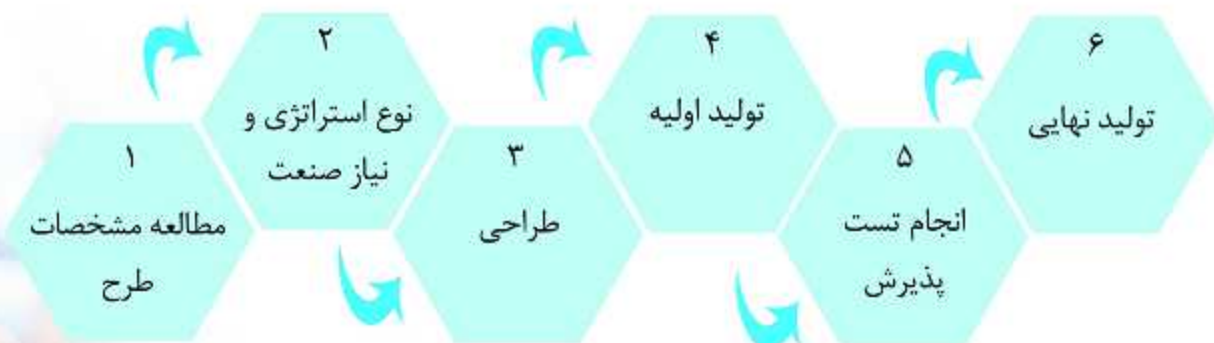 ۱
مطالعه مشخصات
طرح
۲
نوع استراتژی و
نیاز صنعت
۳
طراحی
۴
تولید اولیه
۵
انجام تست
پذیرش
۶
تولید نهایی